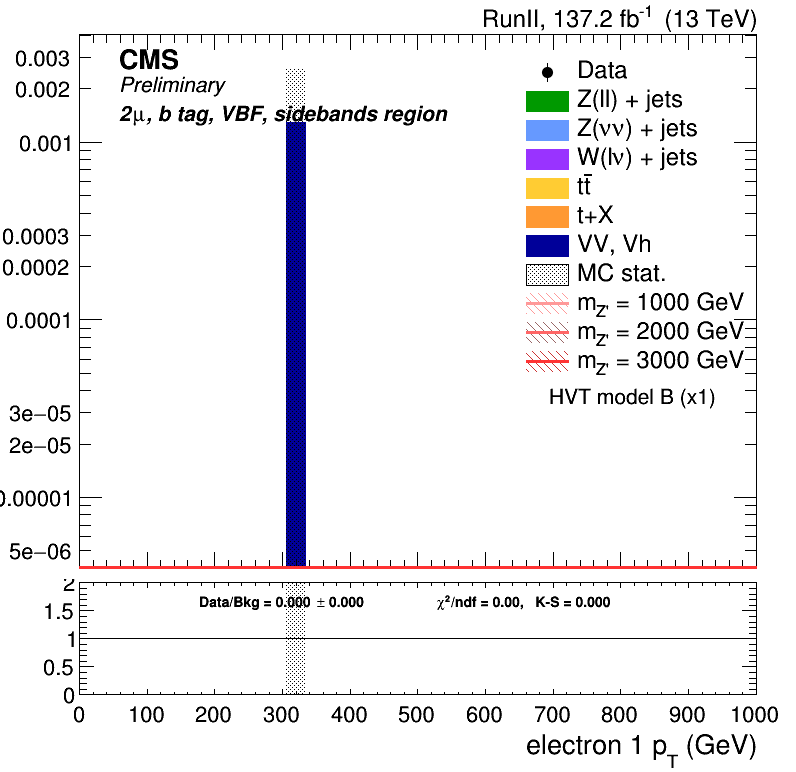 RunII, 137.2 fb⁻¹ (13 TeV)
CMS
Preliminary
2μ, b tag, VBF, sidebands region
Data
Z(ll) + jets
Z(νν) + jets
W(lν) + jets
tt̄
t+X
VV, Vh
MC stat.
m_Z' = 1000 GeV
m_Z' = 2000 GeV
m_Z' = 3000 GeV
HVT model B (x1)
0.003
0.002
0.001
0.0003
0.0002
0.0001
3e−05
2e−05
0.00001
5e−06
Data/Bkg = 0.000 ± 0.000
χ²/ndf = 0.00, K-S = 0.000
2
1.5
1
0.5
0
0 100 200 300 400 500 600 700 800 900 1000
electron 1 p_T (GeV)